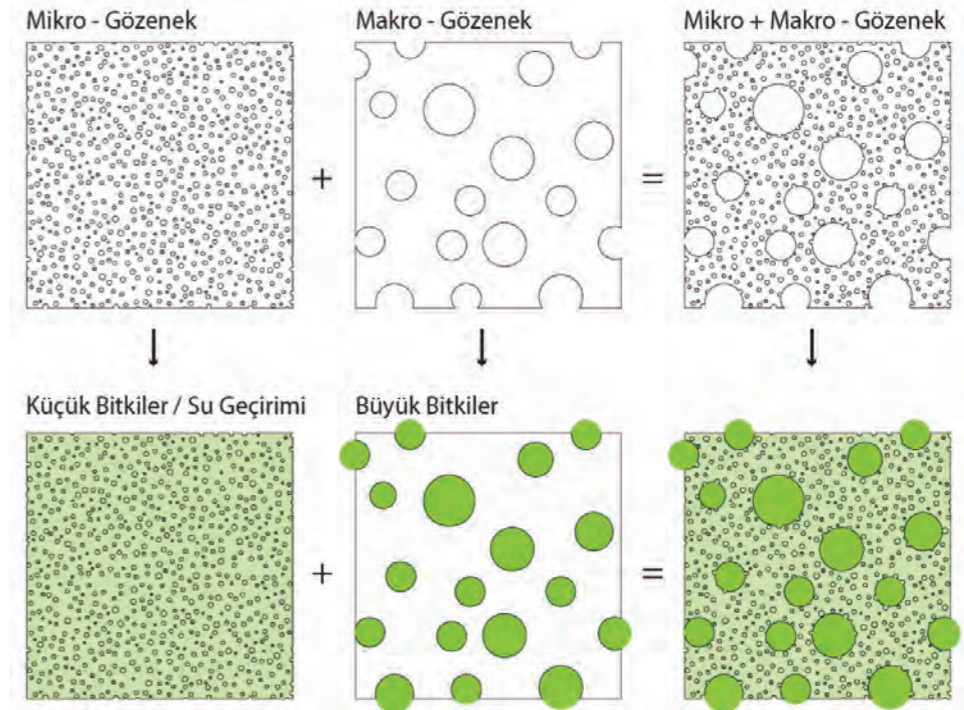 Mikro - Gözenek
Makro - Gözenek
Mikro + Makro - Gözenek
+
=
Küçük Bitkiler / Su Geçirimi
Büyük Bitkiler
+
=